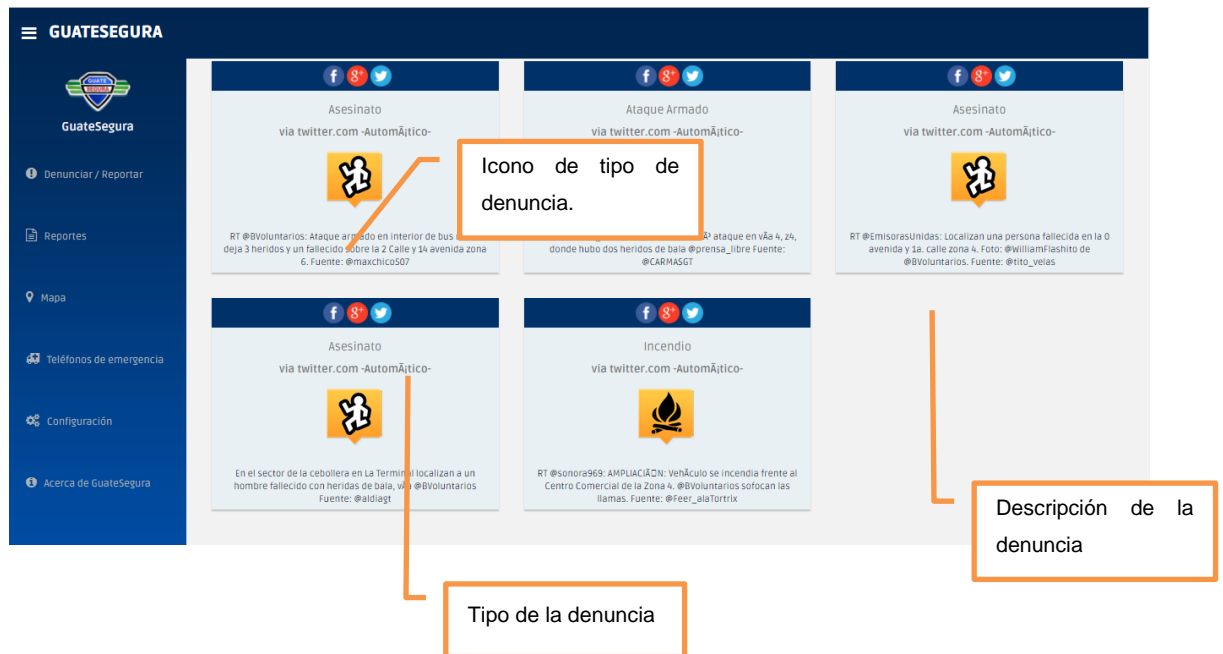 GUATESEGURA
GUATE
SEGURA
GuateSegura
Denunciar / Reportar
Reportes
Mapa
Teléfonos de emergencia
Configuración
Acerca de GuateSegura
Asesinato
via twitter.com -AutomÃ¡tico-
RT @BVoluntarios: Ataque armado en interior de bus
deja 3 heridos y un fallecido sobre la 2 Calle y 14 avenida zona
6. Fuente: @maxchico507
Ataque Armado
via twitter.com -AutomÃ¡tico-
Ã³ ataque en vÃ­a 4, z4,
donde hubo dos heridos de bala @prensa_libre Fuente:
@CARMASGT
Asesinato
via twitter.com -AutomÃ¡tico-
RT @EmisorasUnidas: Localizan una persona fallecida en la 0
avenida y 1a. calle zona 4. Foto: @WilliamFlashito de
@BVoluntarios. Fuente: @tito_velas
Asesinato
via twitter.com -AutomÃ¡tico-
En el sector de la cebollera en La Terminal localizan a un
hombre fallecido con heridas de bala, vÃ­a @BVoluntarios
Fuente: @aldiagt
Incendio
via twitter.com -AutomÃ¡tico-
RT @sonora969: AMPLIACIÃ“N: VehÃ­culo se incendia frente al
Centro Comercial de la Zona 4. @BVoluntarios sofocan las
llamas. Fuente: @Feer_alaTortrix
Icono de tipo de
denuncia.
Descripción de la
denuncia
Tipo de la denuncia